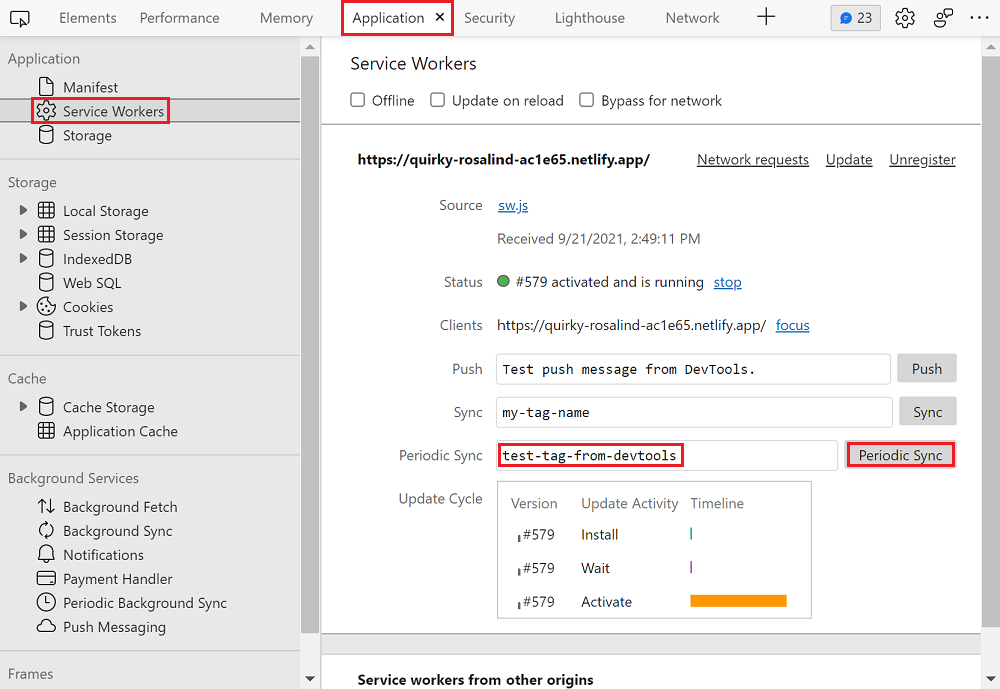 Elements Performance Memory Application × Security Lighthouse Network + 23 ...
Application
Manifest
Service Workers
Storage
Storage
Local Storage
Session Storage
IndexedDB
Web SQL
Cookies
Trust Tokens
Cache
Cache Storage
Application Cache
Background Services
Background Fetch
Background Sync
Notifications
Payment Handler
Periodic Background Sync
Push Messaging
Frames
Service Workers
Offline Update on reload Bypass for network
https://quirky-rosalind-ac1e65.netlify.app/ Network requests Update Unregister
Source sw.js
Received 9/21/2021, 2:49:11 PM
Status #579 activated and is running stop
Clients https://quirky-rosalind-ac1e65.netlify.app/ focus
Push Test push message from DevTools. Push
Sync my-tag-name Sync
Periodic Sync test-tag-from-devtools Periodic Sync
Update Cycle Version Update Activity Timeline
#579 Install
#579 Wait
#579 Activate
Service workers from other origins